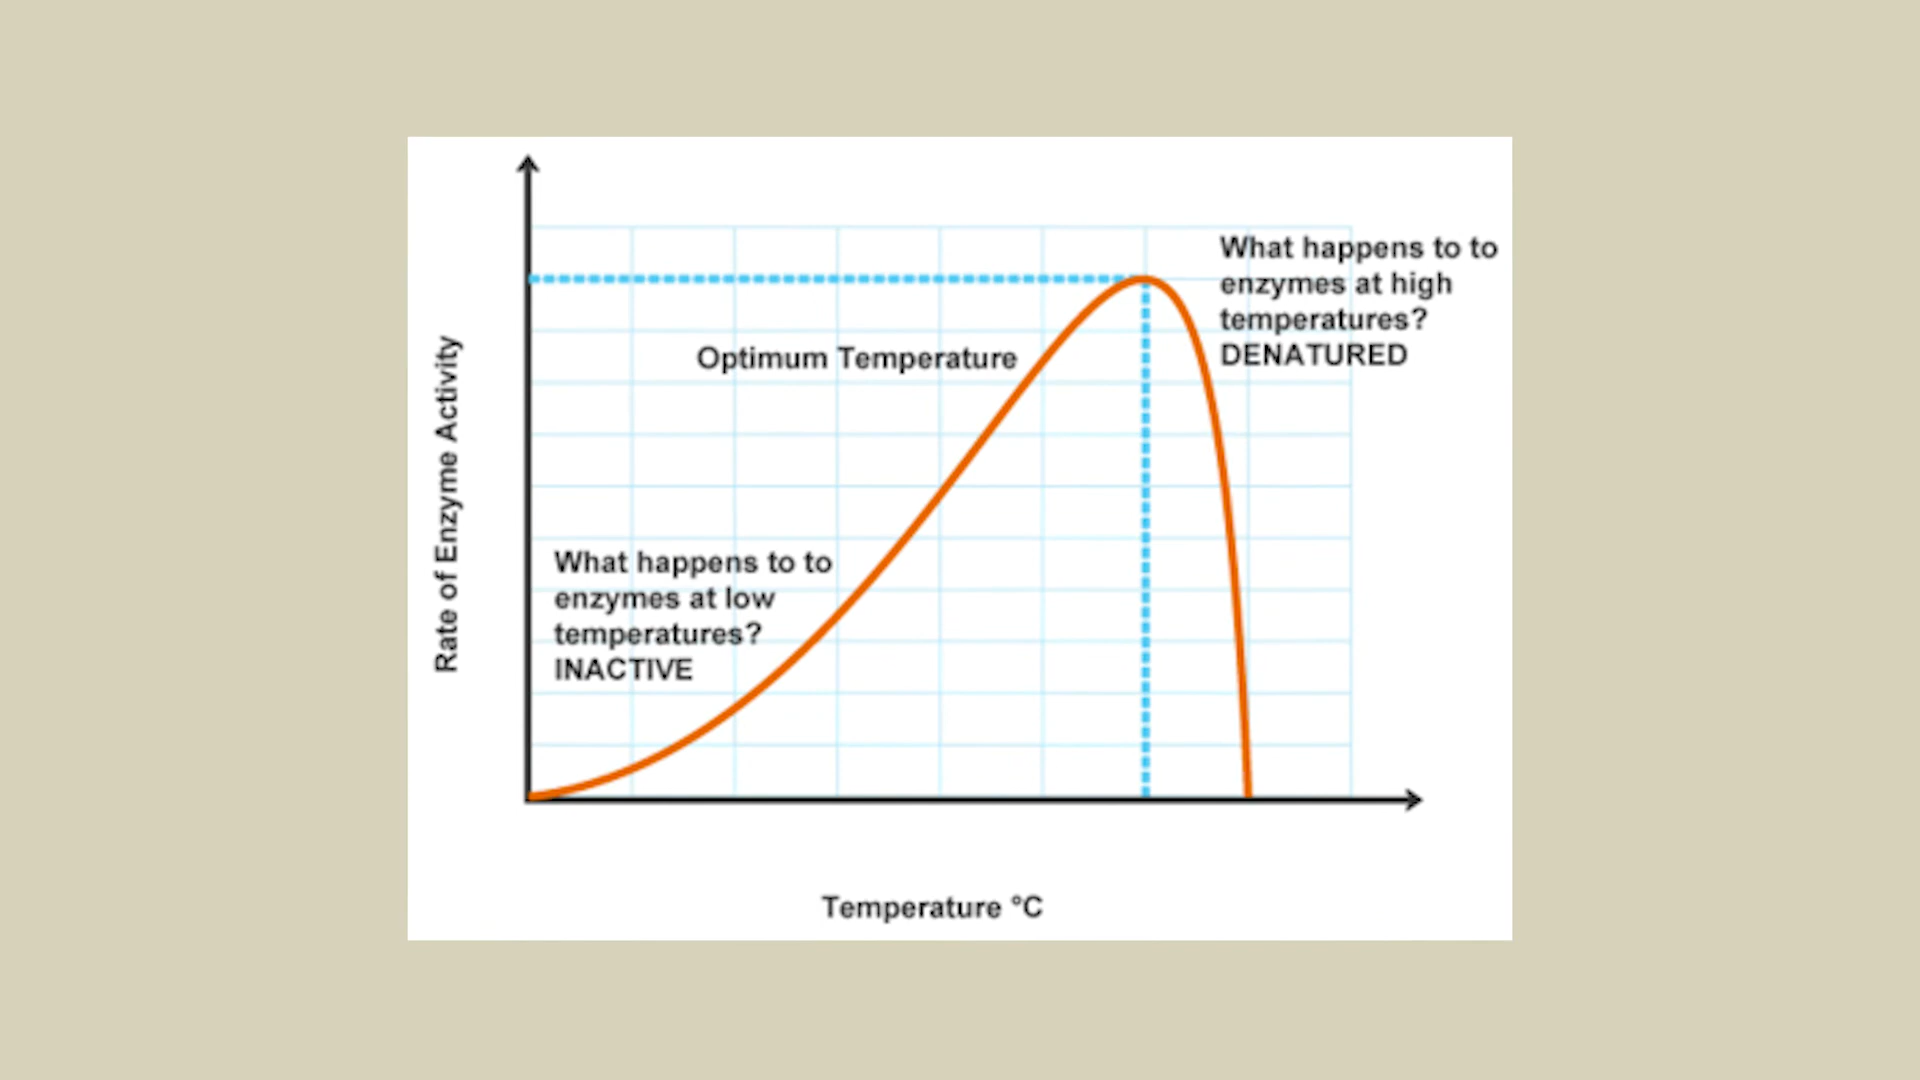 What happens to to
enzymes at high
temperatures?
DENATURED
Optimum Temperature
Rate of Enzyme Activity
What happens to to
enzymes at low
temperatures?
INACTIVE
Temperature °C